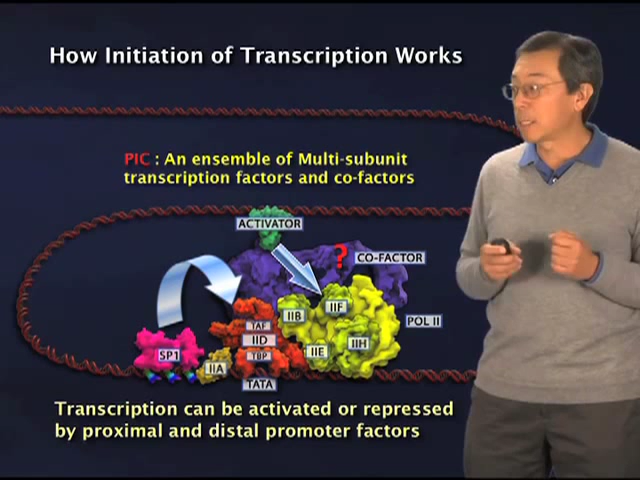 How Initiation of Transcription Works
PIC : An ensemble of Multi-subunit
transcription factors and co-factors
ACTIVATOR
?
CO-FACTOR
IIF
IIB
POL II
TAF
IID
IIH
IIE
SP1
TBP
IIA
TATA
Transcription can be activated or repressed
by proximal and distal promoter factors